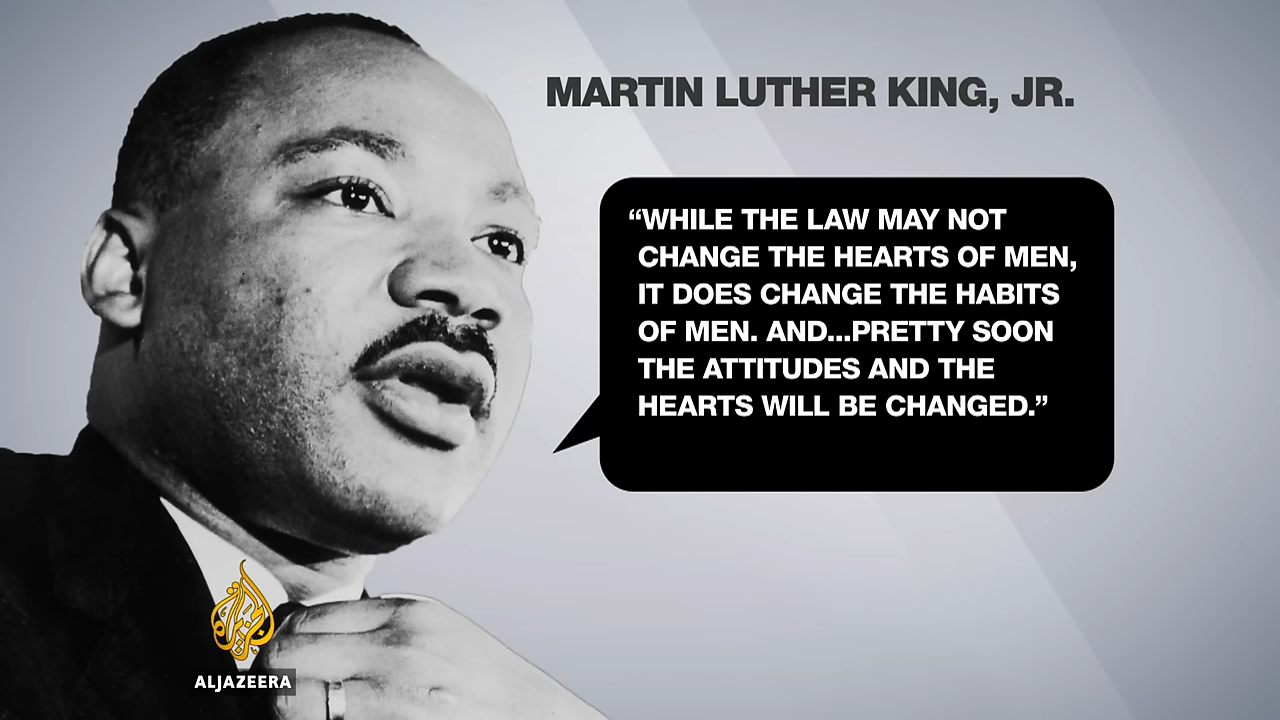 MARTIN LUTHER KING, JR.
“WHILE THE LAW MAY NOT
CHANGE THE HEARTS OF MEN,
IT DOES CHANGE THE HABITS
OF MEN. AND...PRETTY SOON
THE ATTITUDES AND THE
HEARTS WILL BE CHANGED.”
الجزيرة
ALJAZEERA